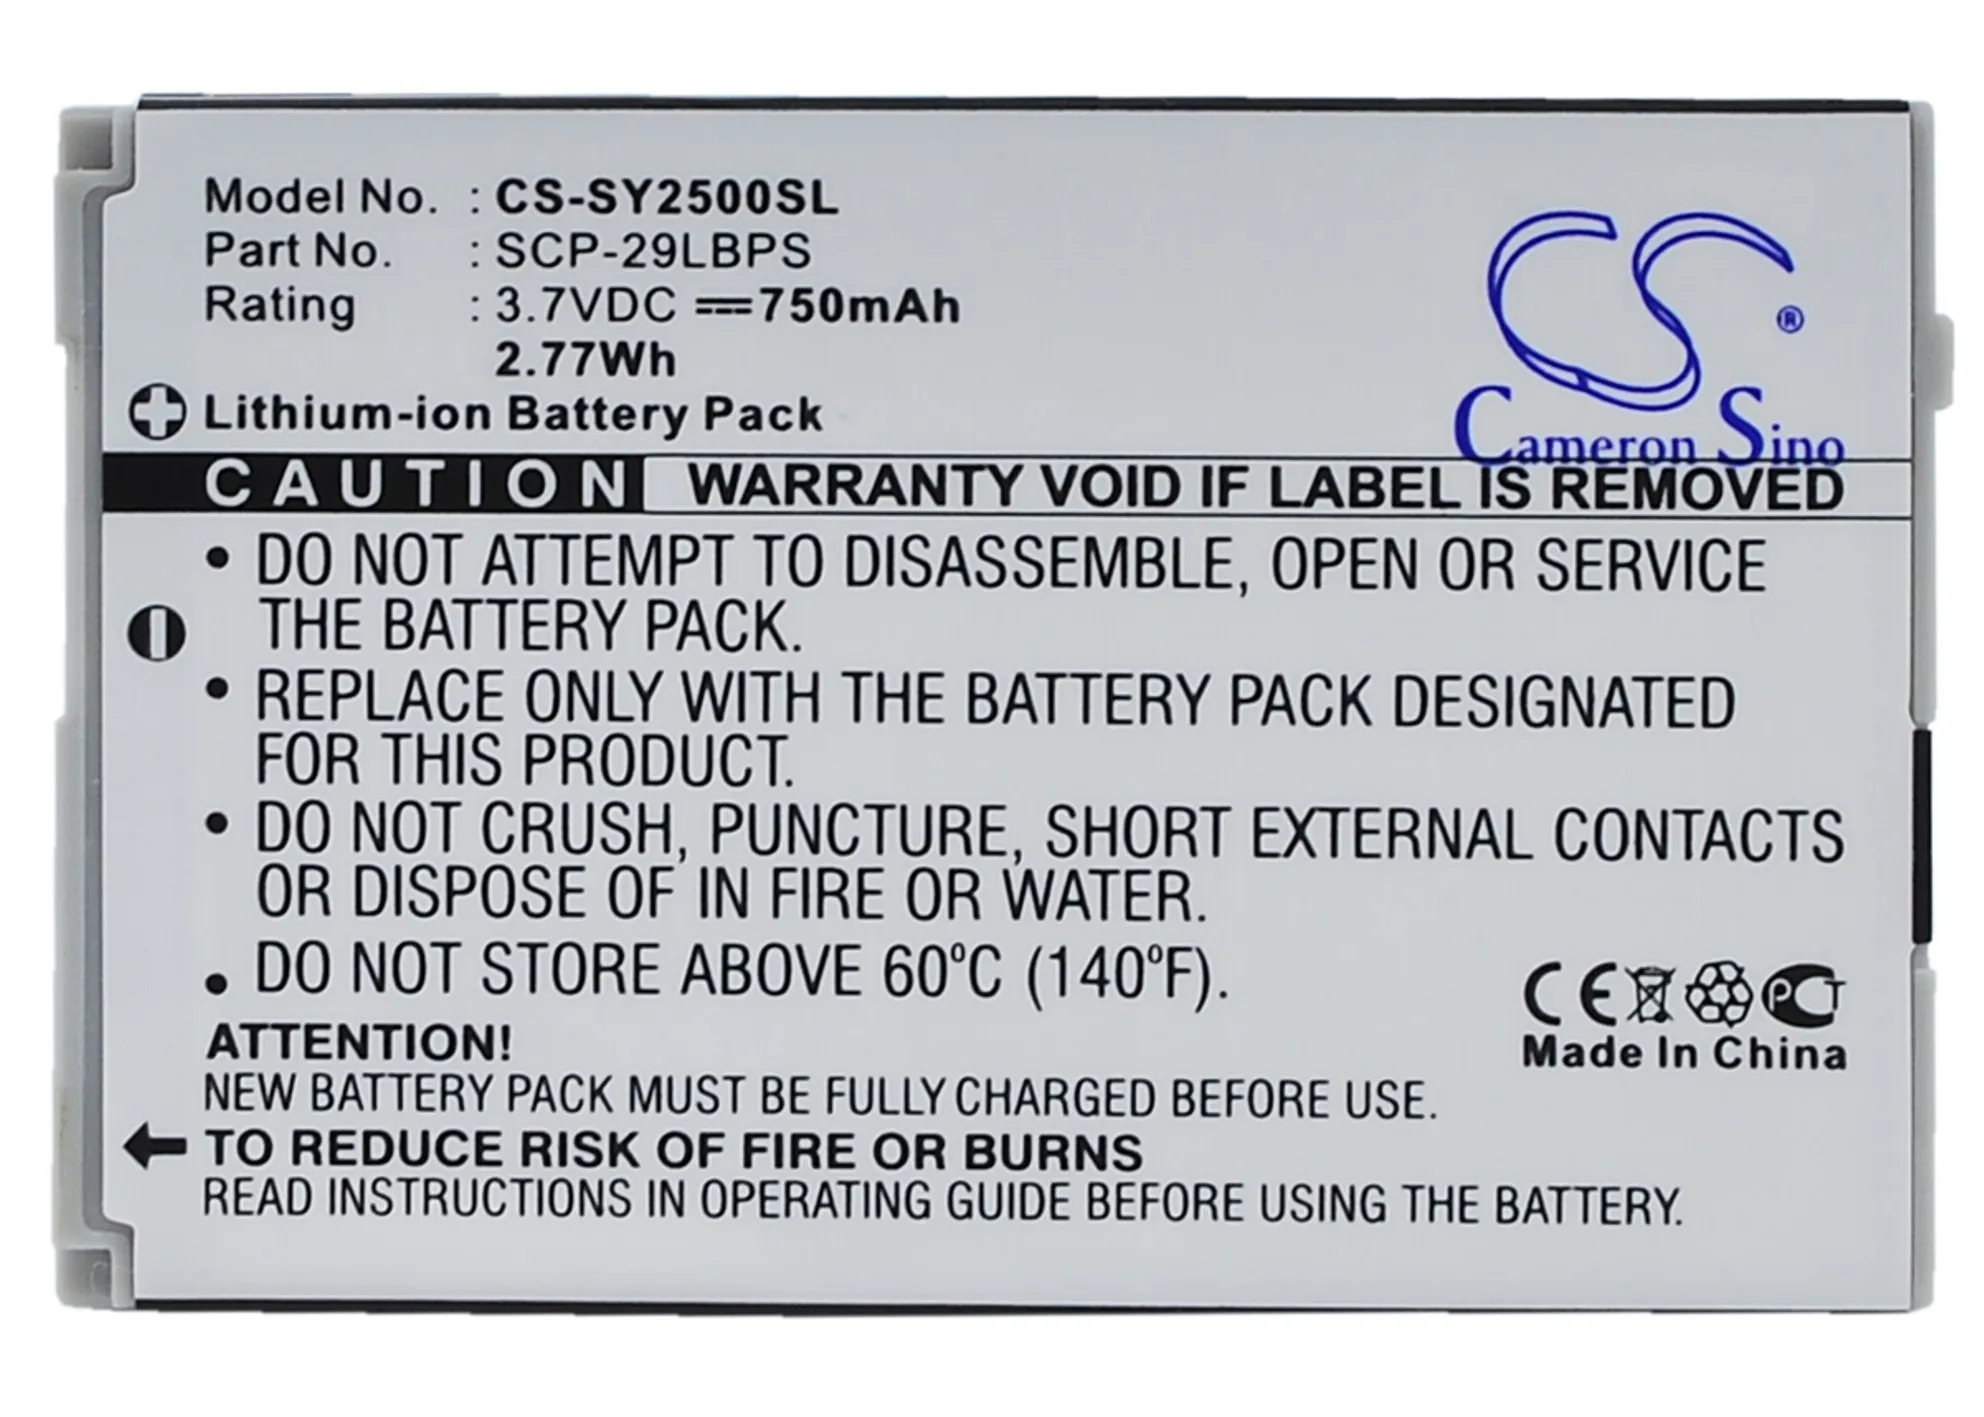 Model No. : CS-SY2500SL
Part No. : SCP-29LBPS
Rating : 3.7VDC ⎓ 750mAh
2.77Wh
Lithium-ion Battery Pack
CS ®
Cameron Sino
CAUTION WARRANTY VOID IF LABEL IS REMOVED
• DO NOT ATTEMPT TO DISASSEMBLE, OPEN OR SERVICE
THE BATTERY PACK.
• REPLACE ONLY WITH THE BATTERY PACK DESIGNATED
FOR THIS PRODUCT.
• DO NOT CRUSH, PUNCTURE, SHORT EXTERNAL CONTACTS
OR DISPOSE OF IN FIRE OR WATER.
• DO NOT STORE ABOVE 60°C (140°F).
CE PCT
Made In China
ATTENTION!
NEW BATTERY PACK MUST BE FULLY CHARGED BEFORE USE.
TO REDUCE RISK OF FIRE OR BURNS
READ INSTRUCTIONS IN OPERATING GUIDE BEFORE USING THE BATTERY.